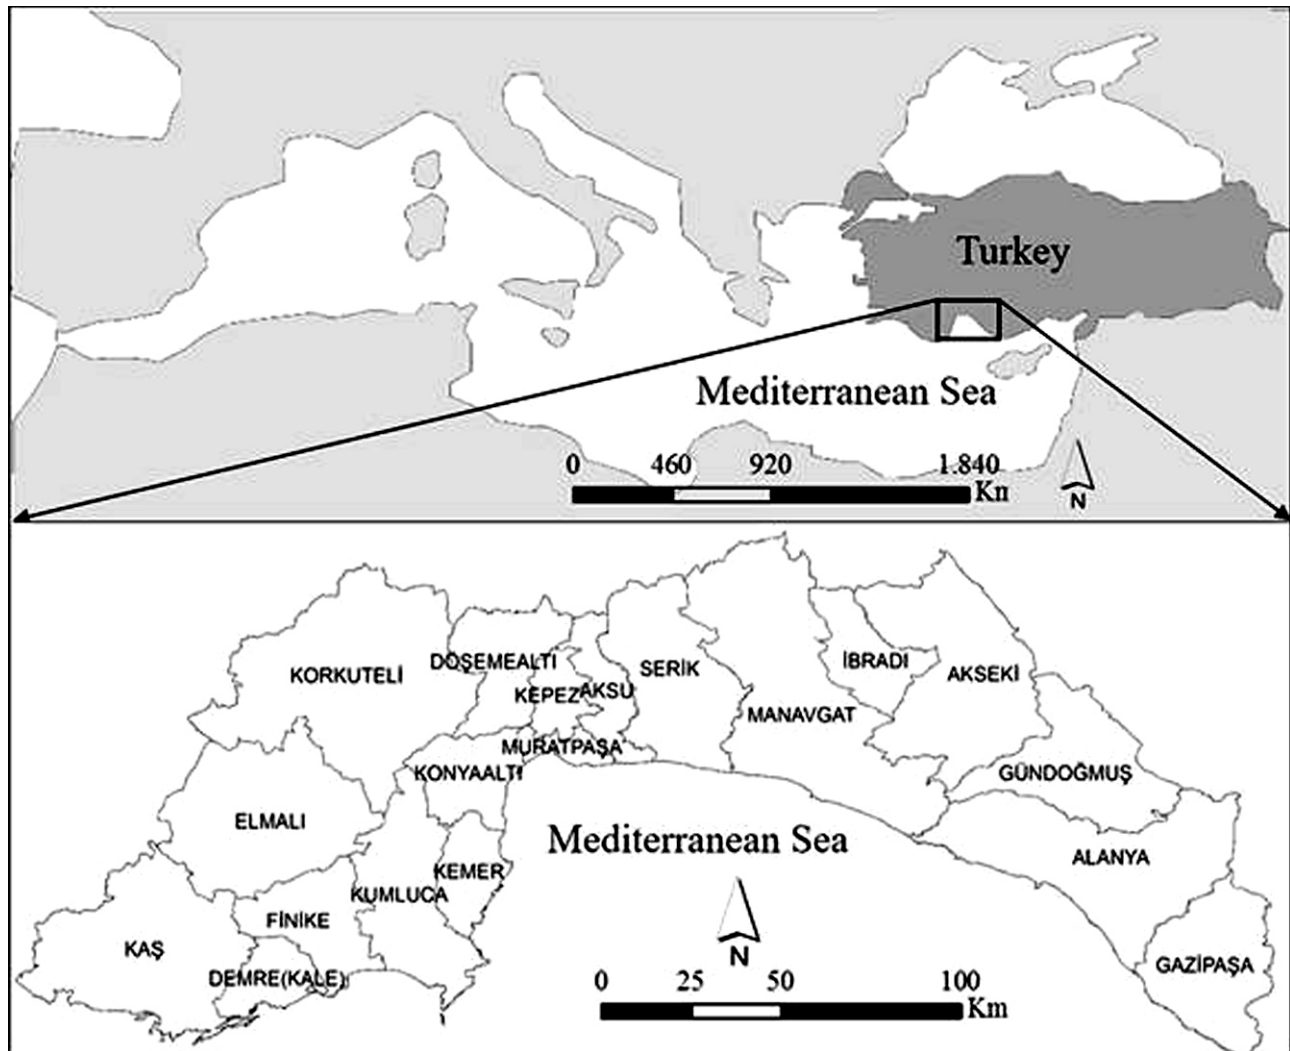 Turkey
Mediterranean Sea
0 460 920 1.840
Kn
N
KORKUTELİ
DÖŞEMEALTI
KEPEZ
AKSU
SERİK
MANAVGAT
İBRADI
AKSEKİ
MURATPAŞA
KONYAALTI
GÜNDOĞMUŞ
ELMALI
Mediterranean Sea
ALANYA
KEMER
KUMLUCA
FİNİKE
KAŞ
DEMRE(KALE)
GAZİPAŞA
N
0 25 50 100
Km